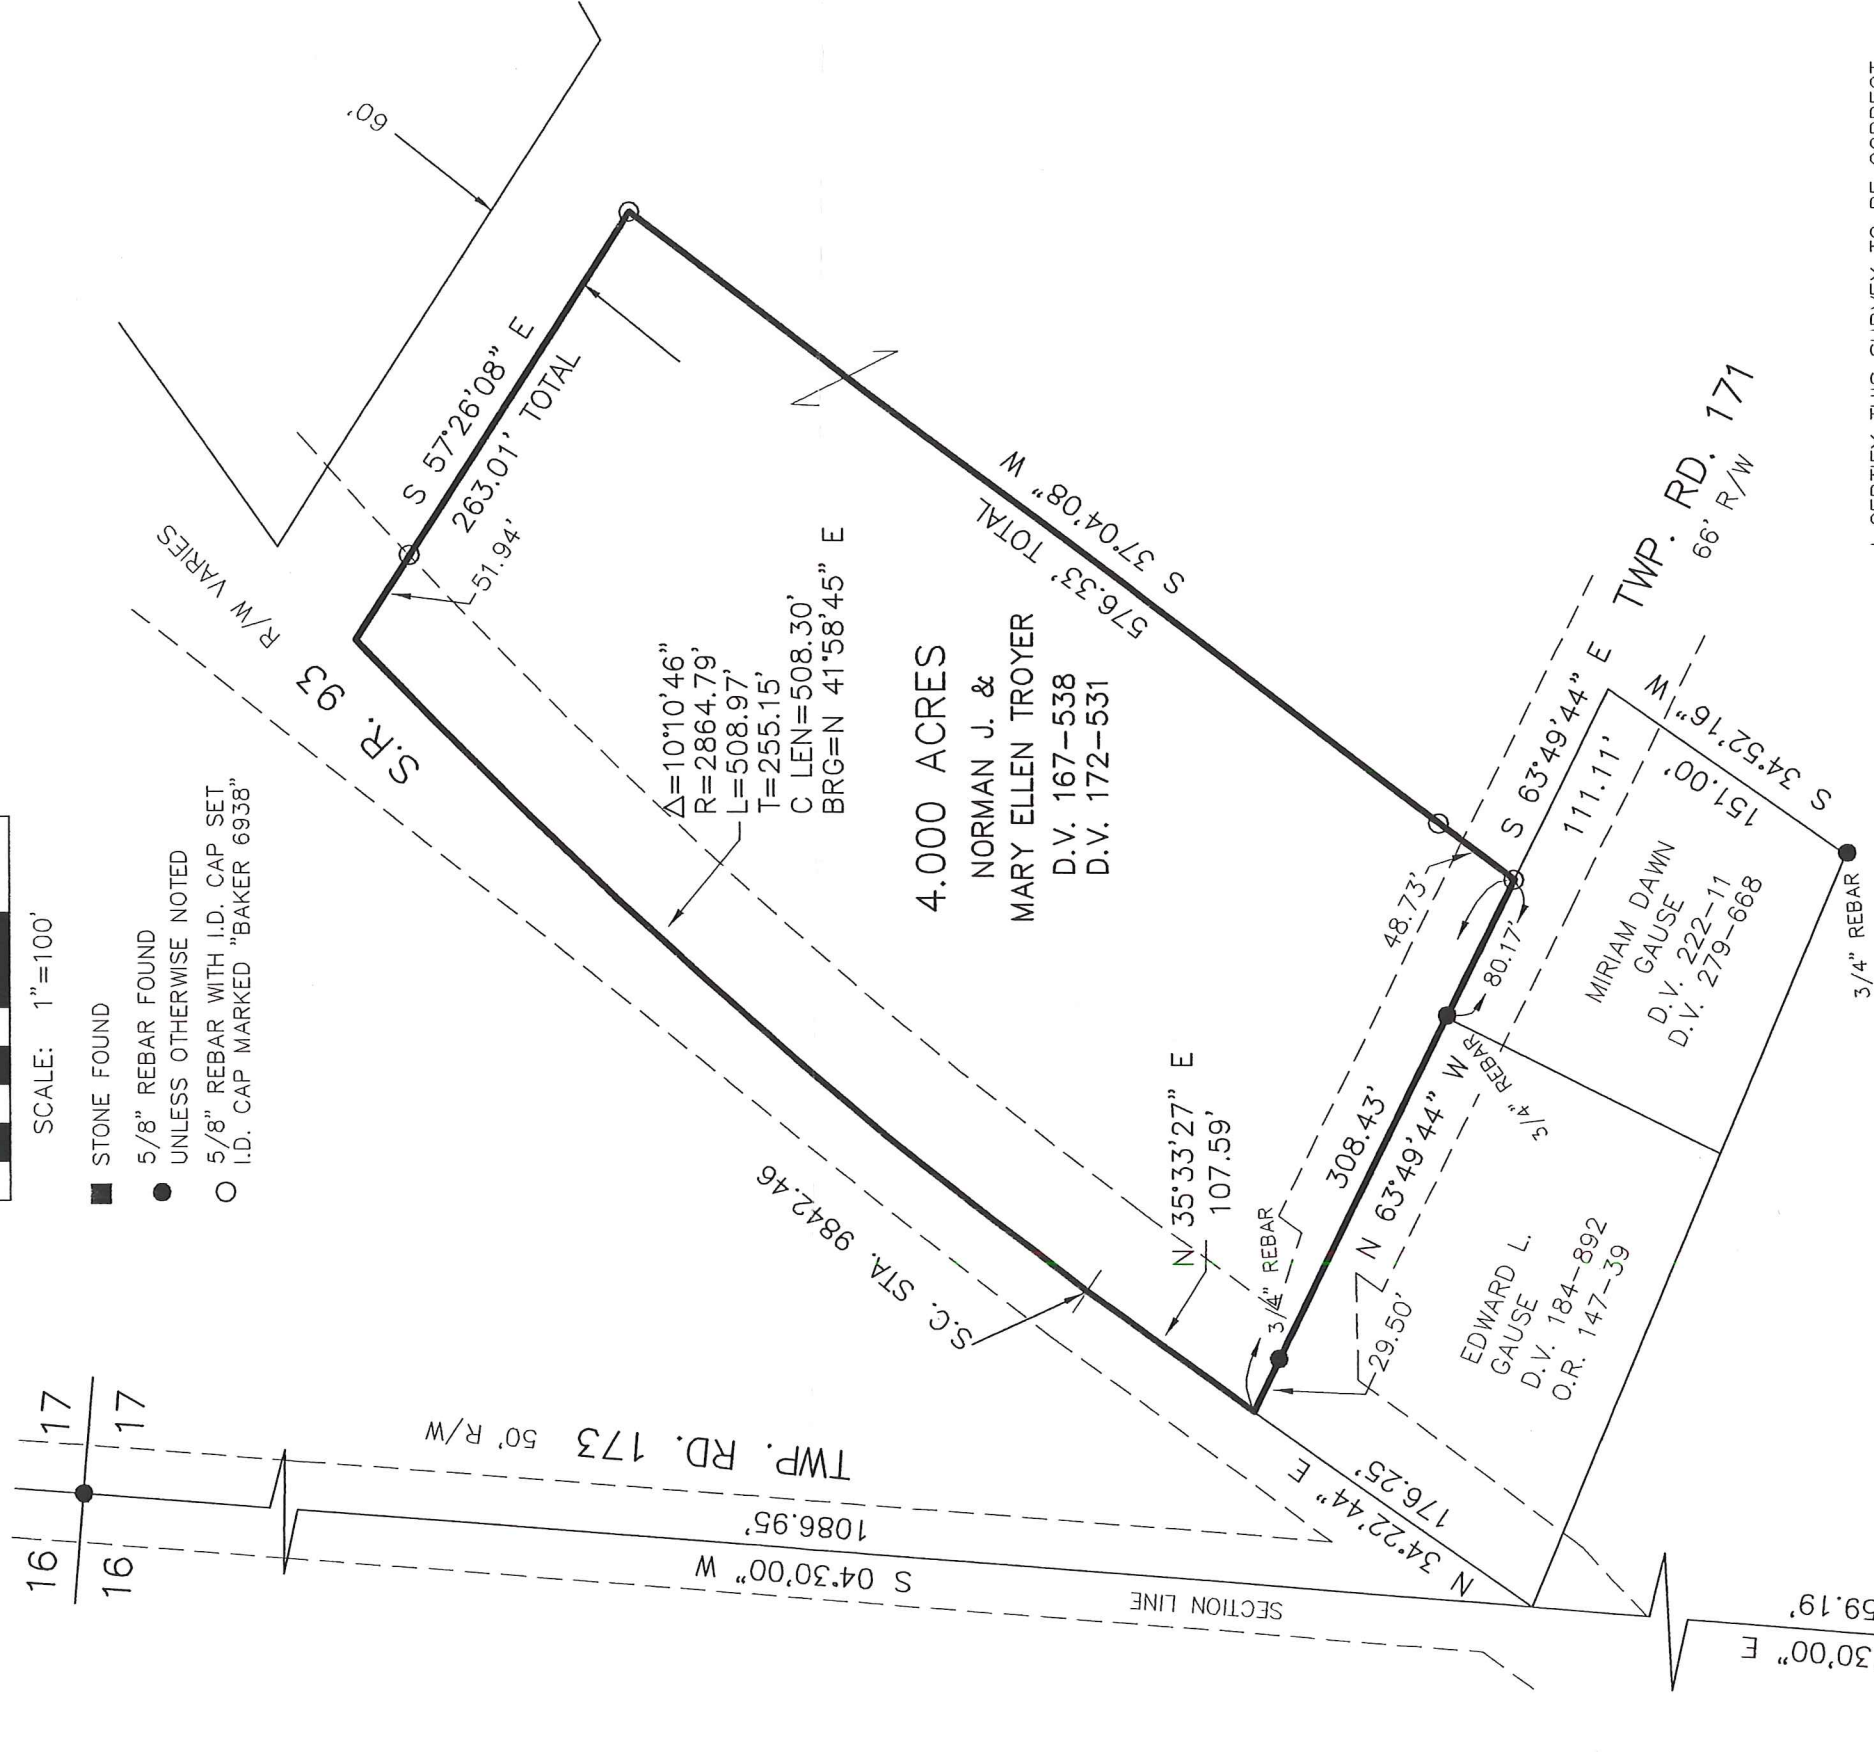 SCALE: 1"=100'
STONE FOUND
5/8" REBAR FOUND
UNLESS OTHERWISE NOTED
5/8" REBAR WITH I.D. CAP SET
I.D. CAP MARKED "BAKER 6938"
16
17
16
17
60'
R/W VARIES
S.R. 93
S 57°26'08" E
263.01' TOTAL
51.94'
Δ=10°10'46"
R=2864.79'
L=508.97'
T=255.15'
C LEN=508.30'
BRG=N 41°58'45" E
4.000 ACRES
NORMAN J. &
MARY ELLEN TROYER
D.V. 167-538
D.V. 172-531
S 37°04'08" W
576.33' TOTAL
TWP. RD. 171
66' R/W
S 63°49'44" E
111.11'
S 34°52'16" W
151.00'
48.73'
80.17'
MIRIAM DAWN
GAUSE
D.V. 222-11
D.V. 279-668
3/4" REBAR
3/4" REBAR
308.43'
N 63°49'44" W
3/4" REBAR
29.50'
N 35°33'27" E
107.59'
S.C. STA. 9842.46
EDWARD L.
GAUSE
D.V. 184-892
O.R. 147-39
TWP. RD. 173 50' R/W
1086.95'
S 04°30'00" W
SECTION LINE
N 34°22'44" E
176.25'
59.19'
30'00" E